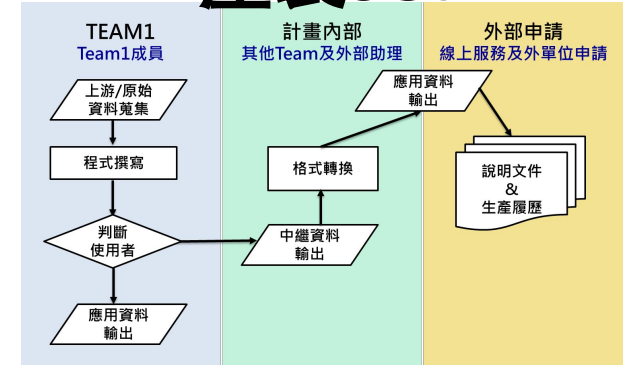 TEAM1
Team1成員
上游/原始
資料蒐集
程式撰寫
判斷
使用者
應用資料
輸出
計畫內部
其他Team及外部助理
應用資料
輸出
格式轉換
中繼資料
輸出
外部申請
線上服務及外單位申請
說明文件
&
生產履歷